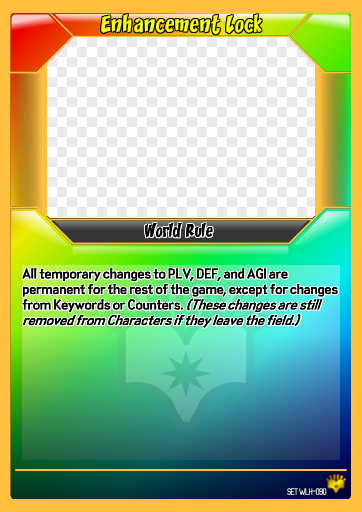 Enhancement Lock
World Rule
All temporary changes to PLV, DEF, and AGI are
permanent for the rest of the game, except for changes
from Keywords or Counters. (These changes are still
removed from Characters if they leave the field.)
SET WLH-090